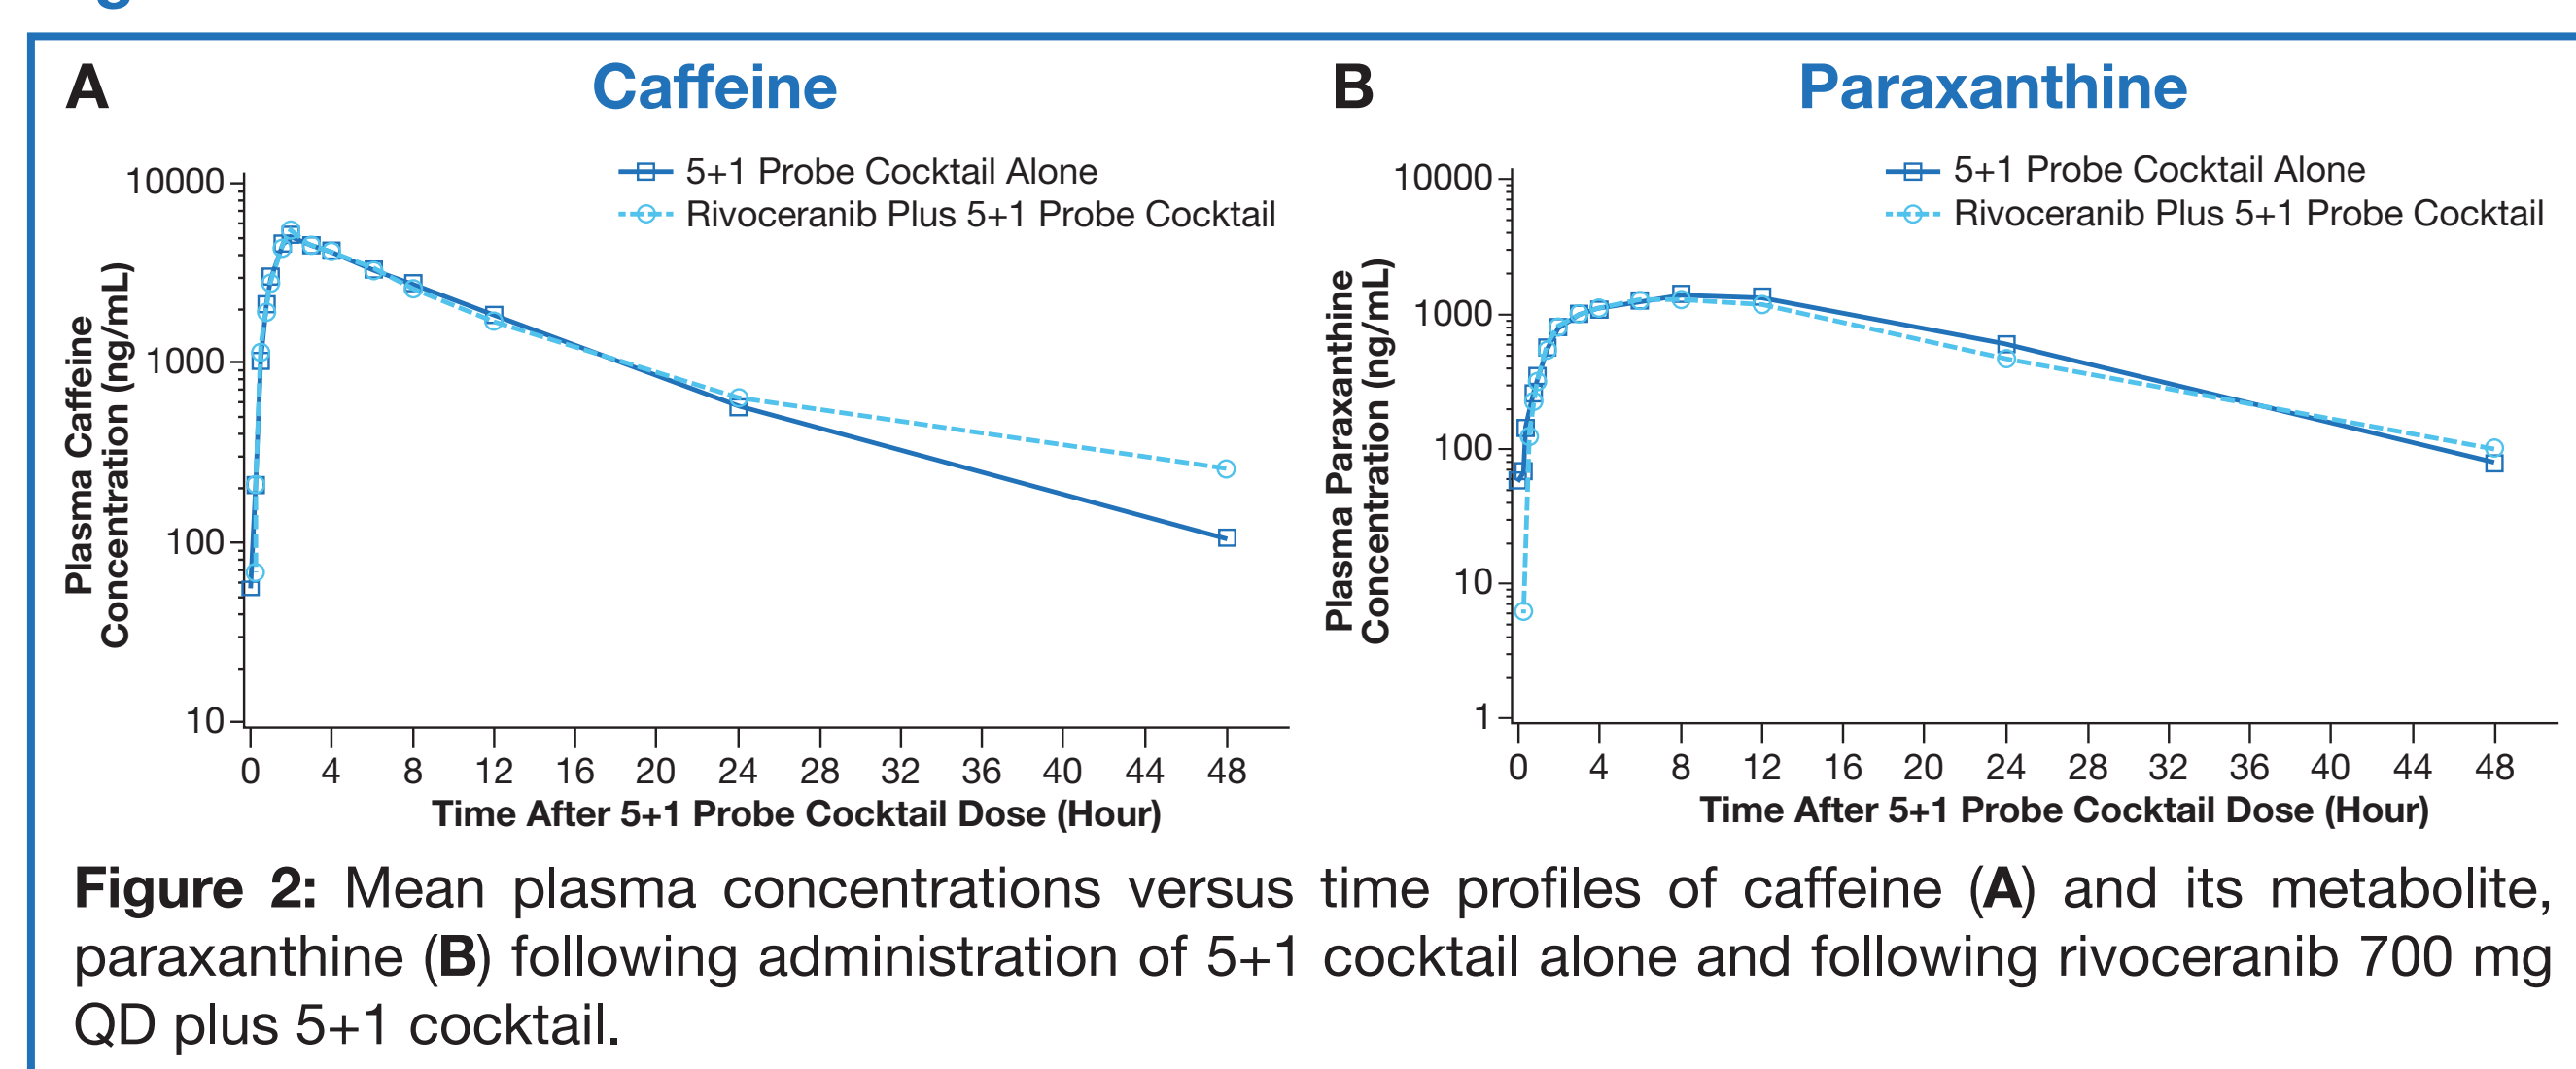 A
Caffeine
5+1 Probe Cocktail Alone
Rivoceranib Plus 5+1 Probe Cocktail
Plasma Caffeine
Concentration (ng/mL)
10000
1000
100
10
0 4 8 12 16 20 24 28 32 36 40 44 48
Time After 5+1 Probe Cocktail Dose (Hour)
B
Paraxanthine
5+1 Probe Cocktail Alone
Rivoceranib Plus 5+1 Probe Cocktail
Plasma Paraxanthine
Concentration (ng/mL)
10000
1000
100
10
1
0 4 8 12 16 20 24 28 32 36 40 44 48
Time After 5+1 Probe Cocktail Dose (Hour)
Figure 2: Mean plasma concentrations versus time profiles of caffeine (A) and its metabolite,
paraxanthine (B) following administration of 5+1 cocktail alone and following rivoceranib 700 mg
QD plus 5+1 cocktail.